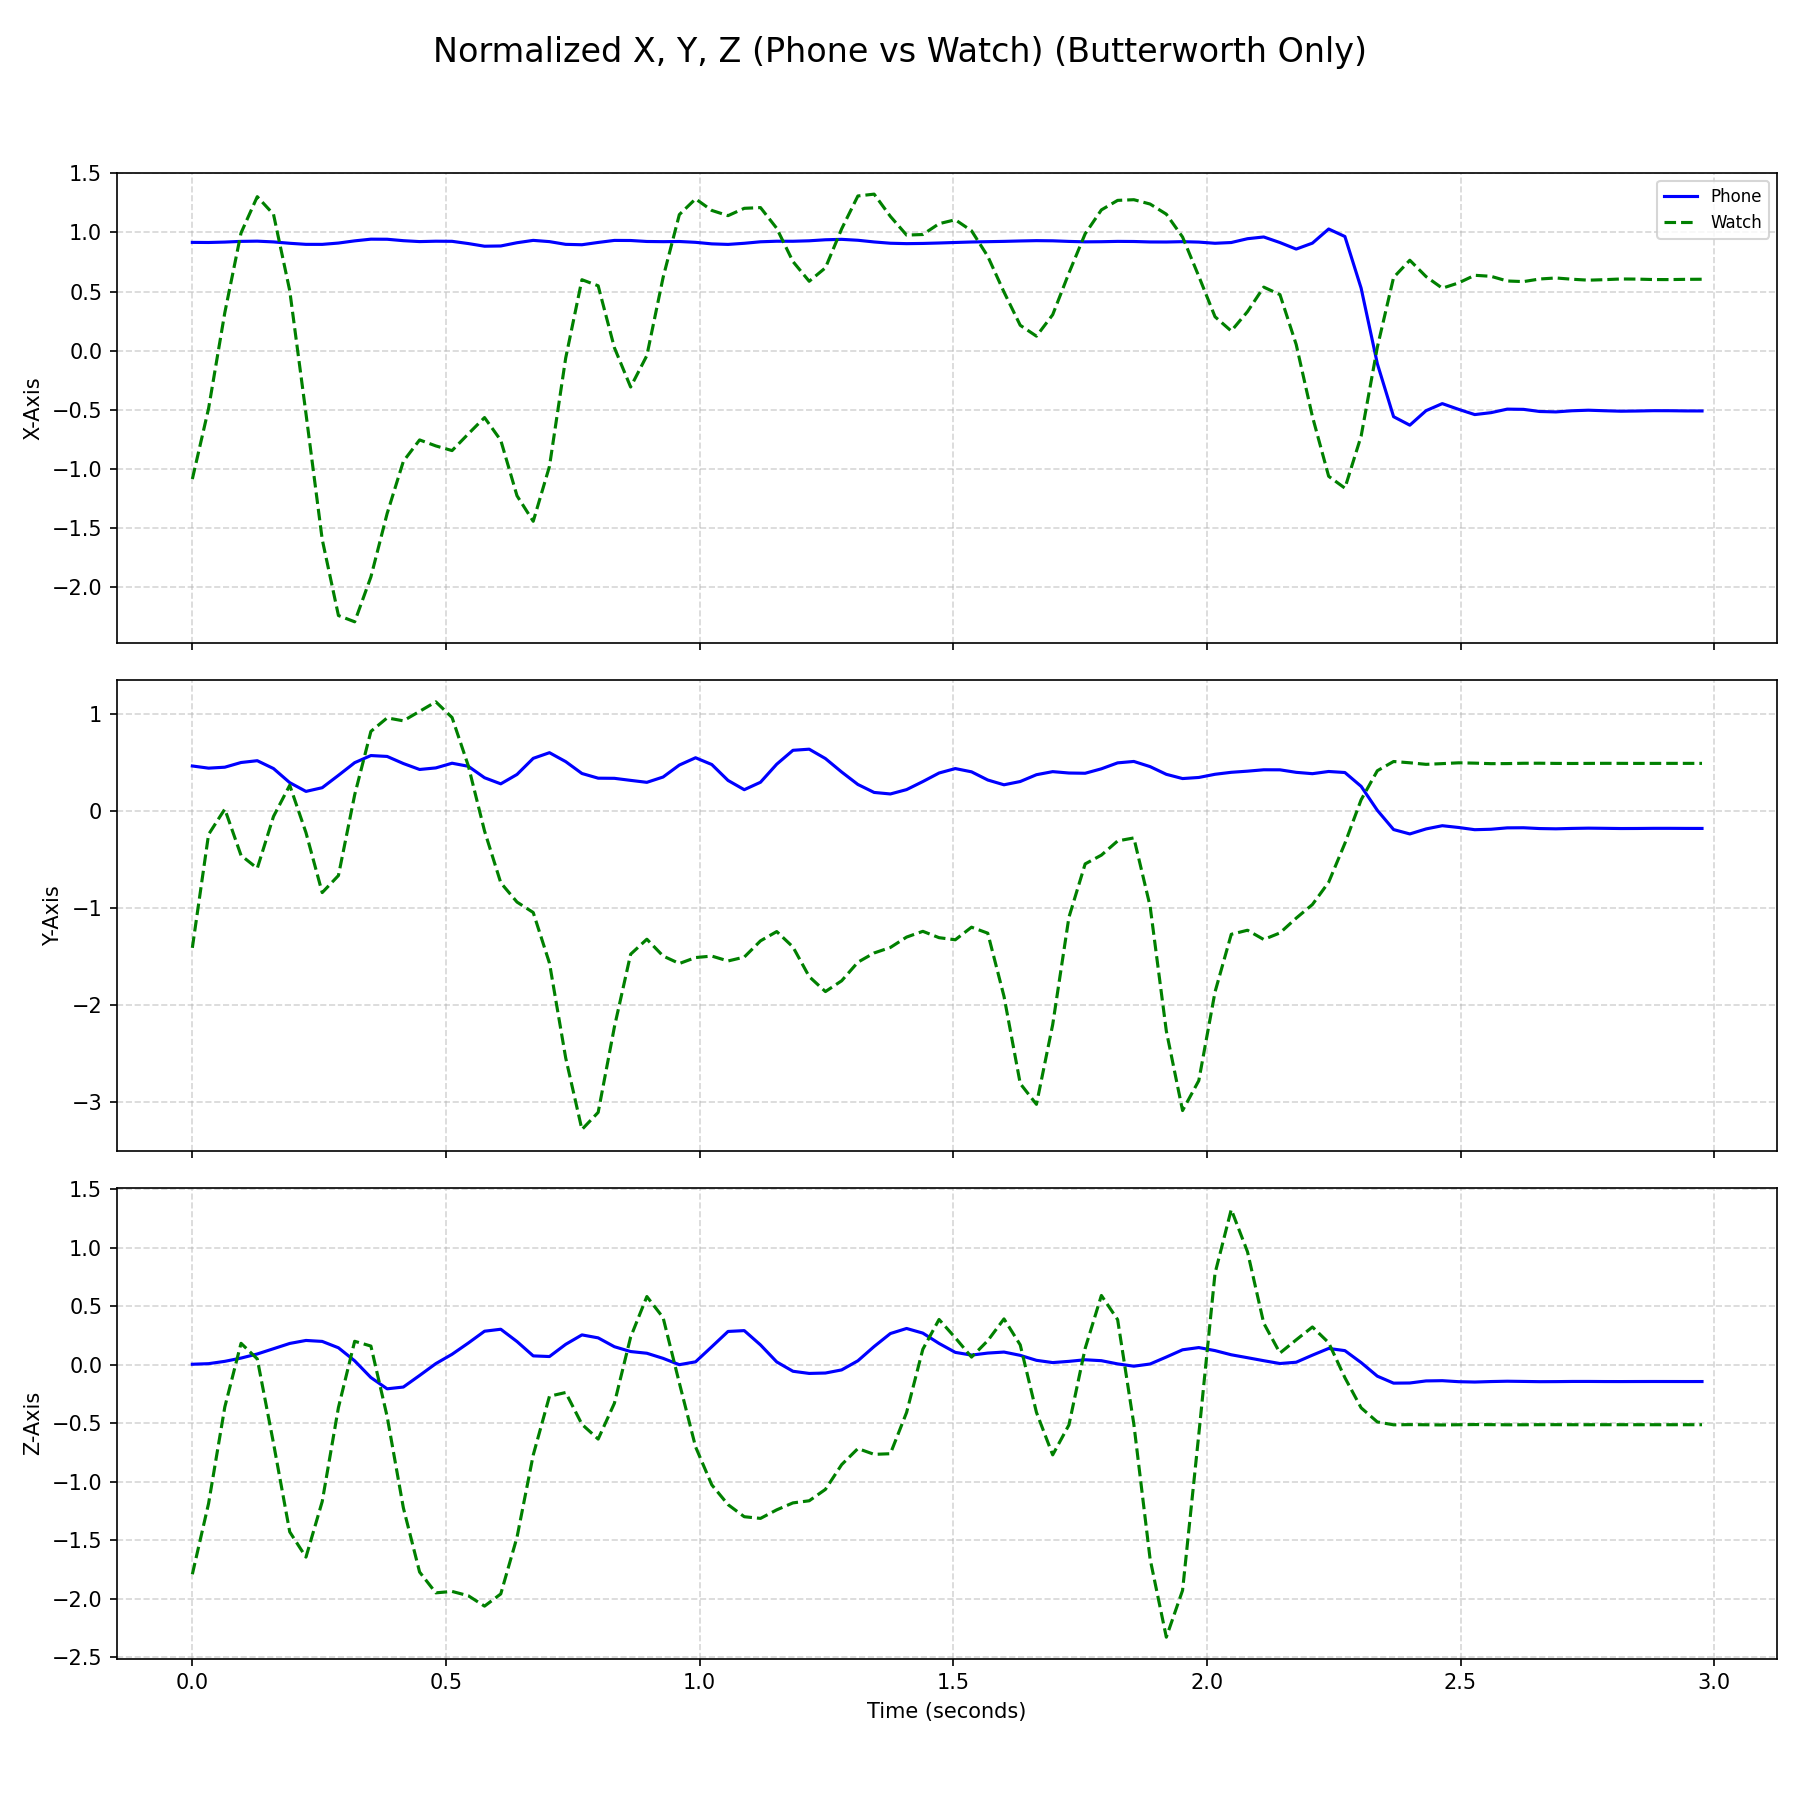 Normalized X, Y, Z (Phone vs Watch) (Butterworth Only)
Phone
Watch
1.5
1.0
0.5
0.0
−0.5
−1.0
−1.5
−2.0
X-Axis
1
0
−1
−2
−3
Y-Axis
1.5
1.0
0.5
0.0
−0.5
−1.0
−1.5
−2.0
−2.5
Z-Axis
0.0 0.5 1.0 1.5 2.0 2.5 3.0
Time (seconds)